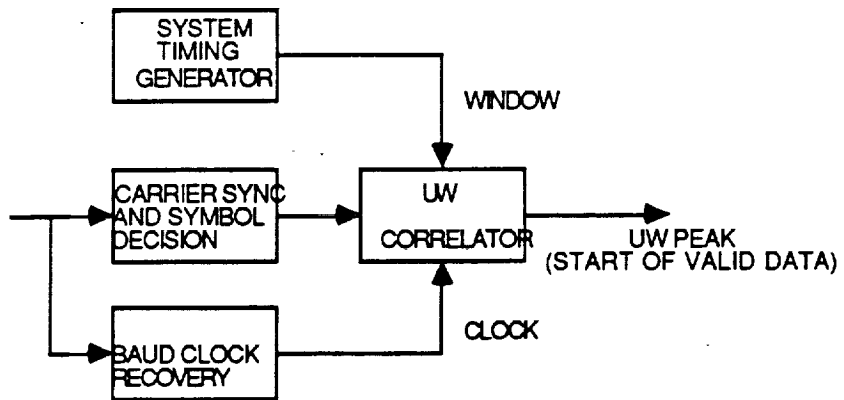 SYSTEM
TIMING
GENERATOR
WINDOW
CARRIER SYNC
AND SYMBOL
DECISION
UW
CORRELATOR
UW PEAK
(START OF VALID DATA)
CLOCK
BAUD CLOCK
RECOVERY